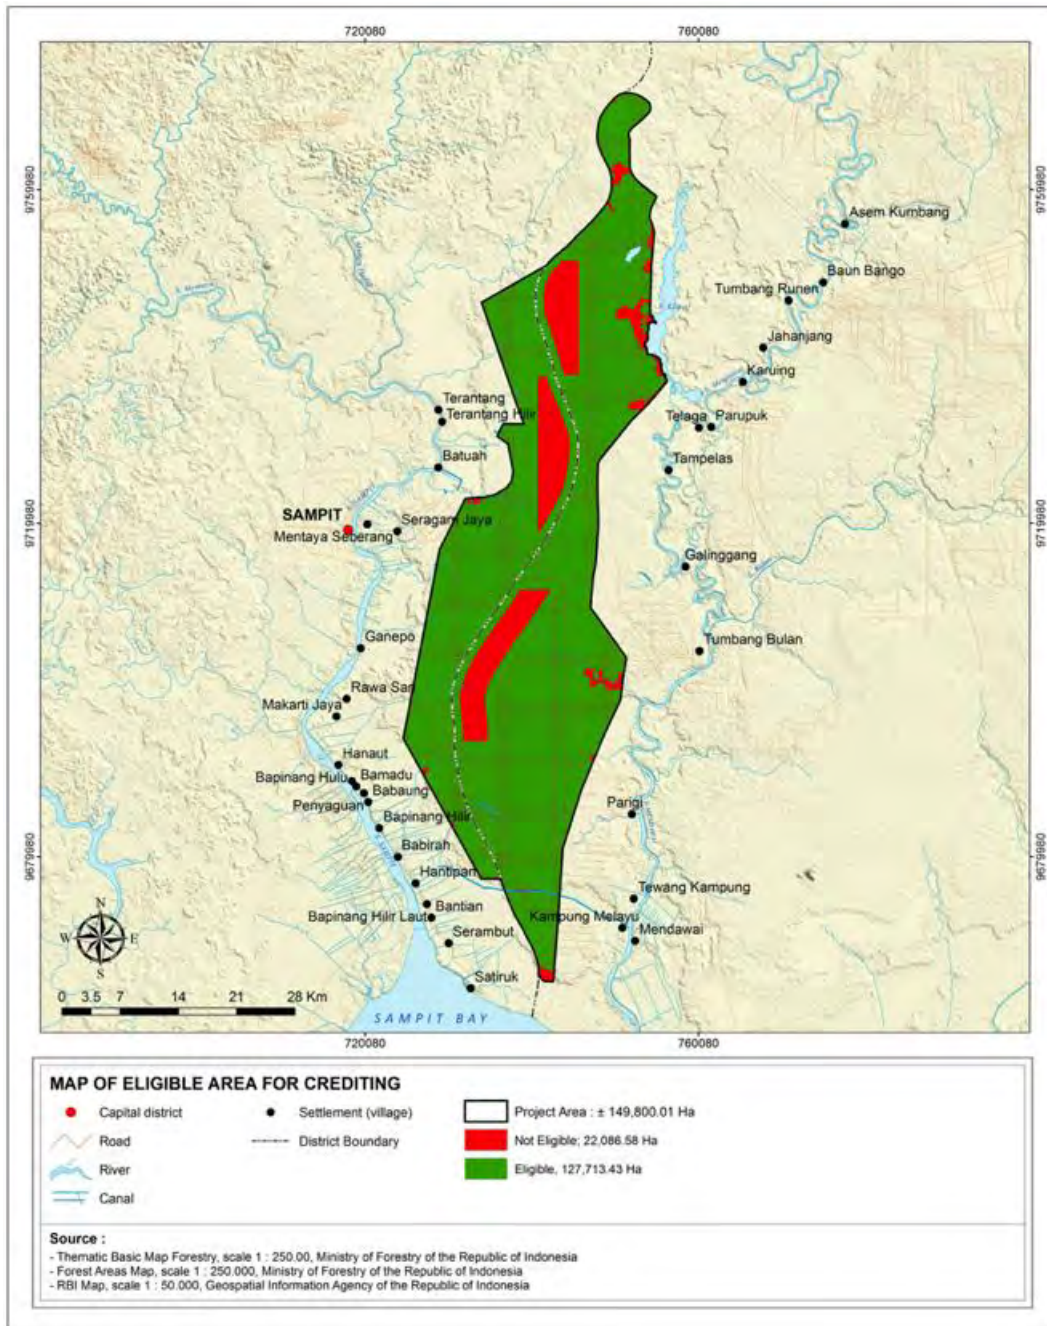 720080
760080
9759980
9759980
Asem Kumbang
Baun Bango
Tumbang Runen
Jahanjang
Karuing
Terantang
Terantang Hilir
Telaga
Parupuk
Batuah
Tampelas
SAMPIT
Seragam Jaya
Mentaya Seberang
9719980
9719980
Galinggang
Ganepo
Tumbang Bulan
Rawa Sari
Makarti Jaya
Hanaut
Bapinang Hulu
Bamadu
Babaung
Penyaguan
Parigi
Bapinang Hilir
Babirah
9679980
9679980
Hantipan
Tewang Kampung
Bantian
Bapinang Hilir Laut
Kampung Melayu
Mendawai
Serambut
Satiruk
N
W
E
S
0 3.5 7 14 21 28 Km
SAMPIT BAY
720080
760080
MAP OF ELIGIBLE AREA FOR CREDITING
Capital district
Settlement (village)
Project Area : ± 149,800.01 Ha
Road
District Boundary
Not Eligible; 22,086.58 Ha
River
Eligible, 127,713.43 Ha
Canal
Source :
- Thematic Basic Map Forestry, scale 1 : 250.00, Ministry of Forestry of the Republic of Indonesia
- Forest Areas Map, scale 1 : 250.000, Ministry of Forestry of the Republic of Indonesia
- RBI Map, scale 1 : 50.000, Geospatial Information Agency of the Republic of Indonesia